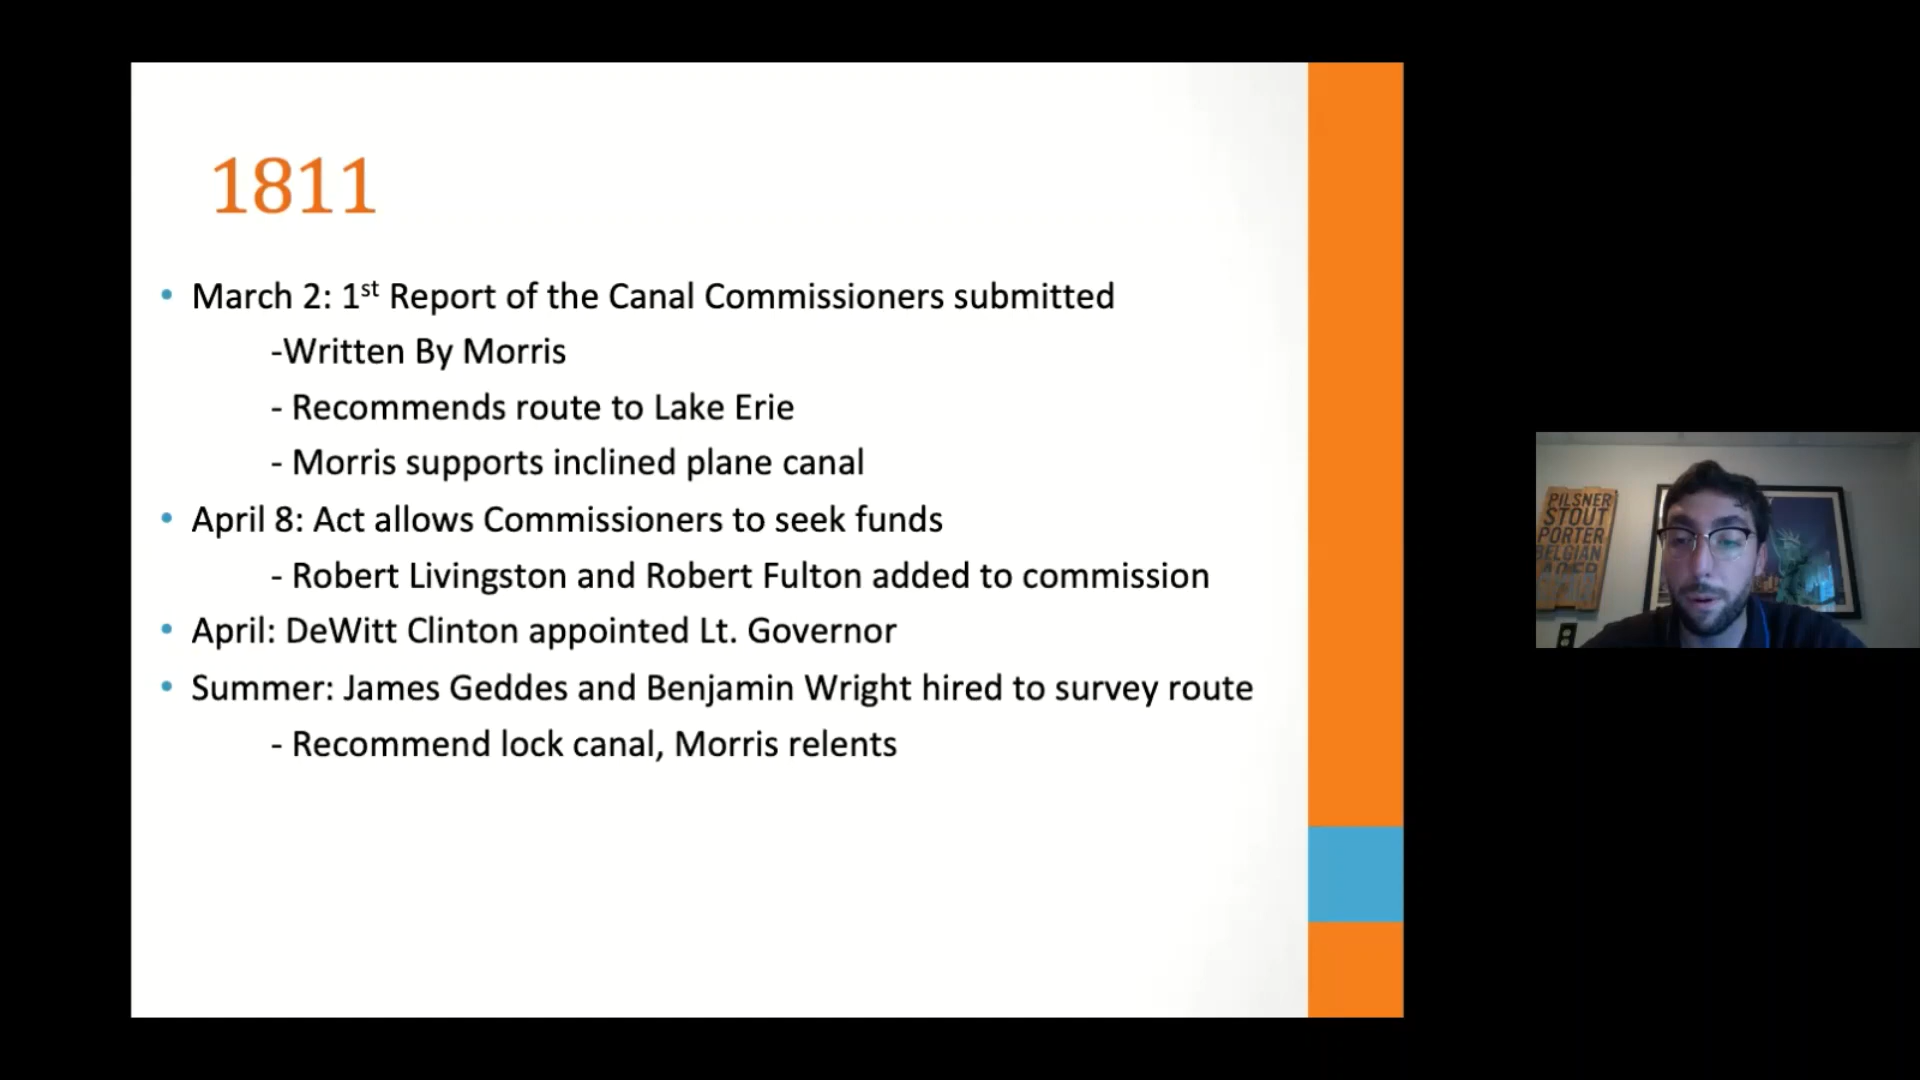 1811
• March 2: 1st Report of the Canal Commissioners submitted
-Written By Morris
- Recommends route to Lake Erie
- Morris supports inclined plane canal
• April 8: Act allows Commissioners to seek funds
- Robert Livingston and Robert Fulton added to commission
• April: DeWitt Clinton appointed Lt. Governor
• Summer: James Geddes and Benjamin Wright hired to survey route
- Recommend lock canal, Morris relents
PILSNER
STOUT
PORTER
BELGIAN